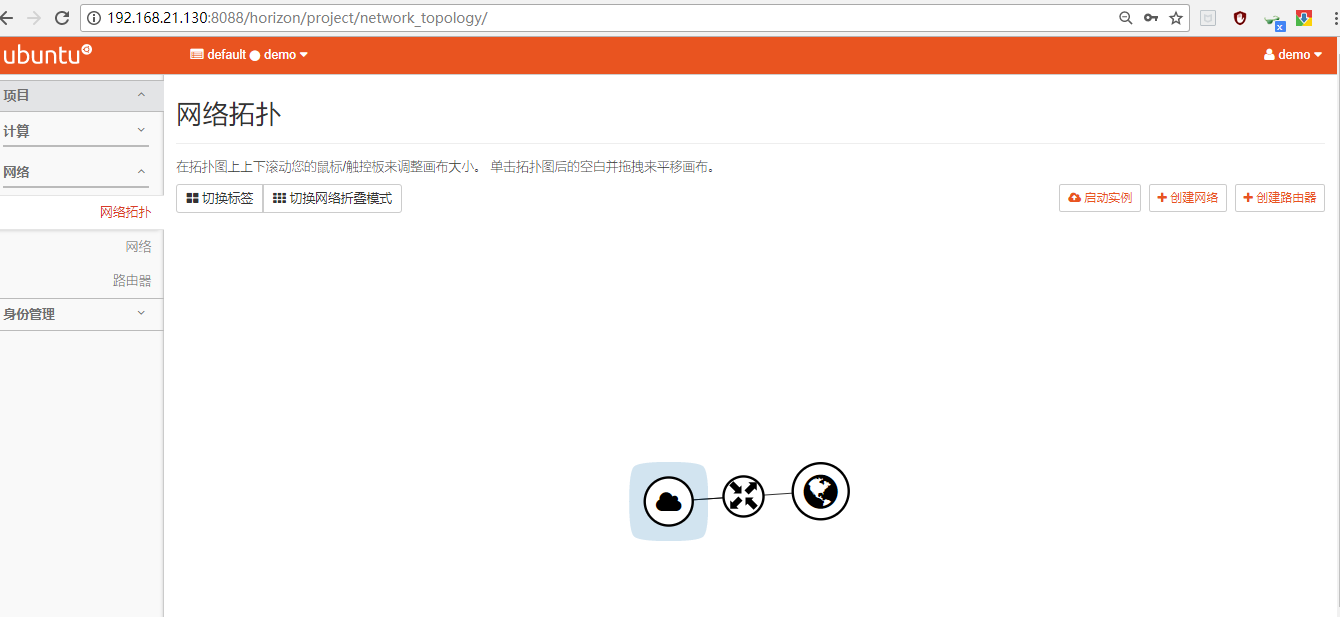 192.168.21.130:8088/horizon/project/network_topology/
ubuntu
default demo
demo
项目
计算
网络
网络拓扑
网络
路由器
身份管理
网络拓扑
在拓扑图上上下滚动您的鼠标/触控板来调整画布大小。 单击拓扑图后的空白并拖拽来平移画布。
切换标签 切换网络折叠模式
启动实例 创建网络 创建路由器